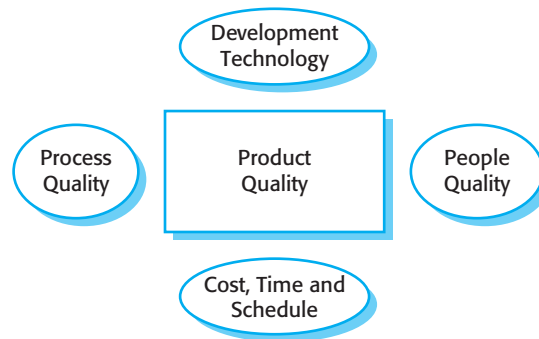 Development
Technology
Process
Quality
Product
Quality
People
Quality
Cost, Time and
Schedule